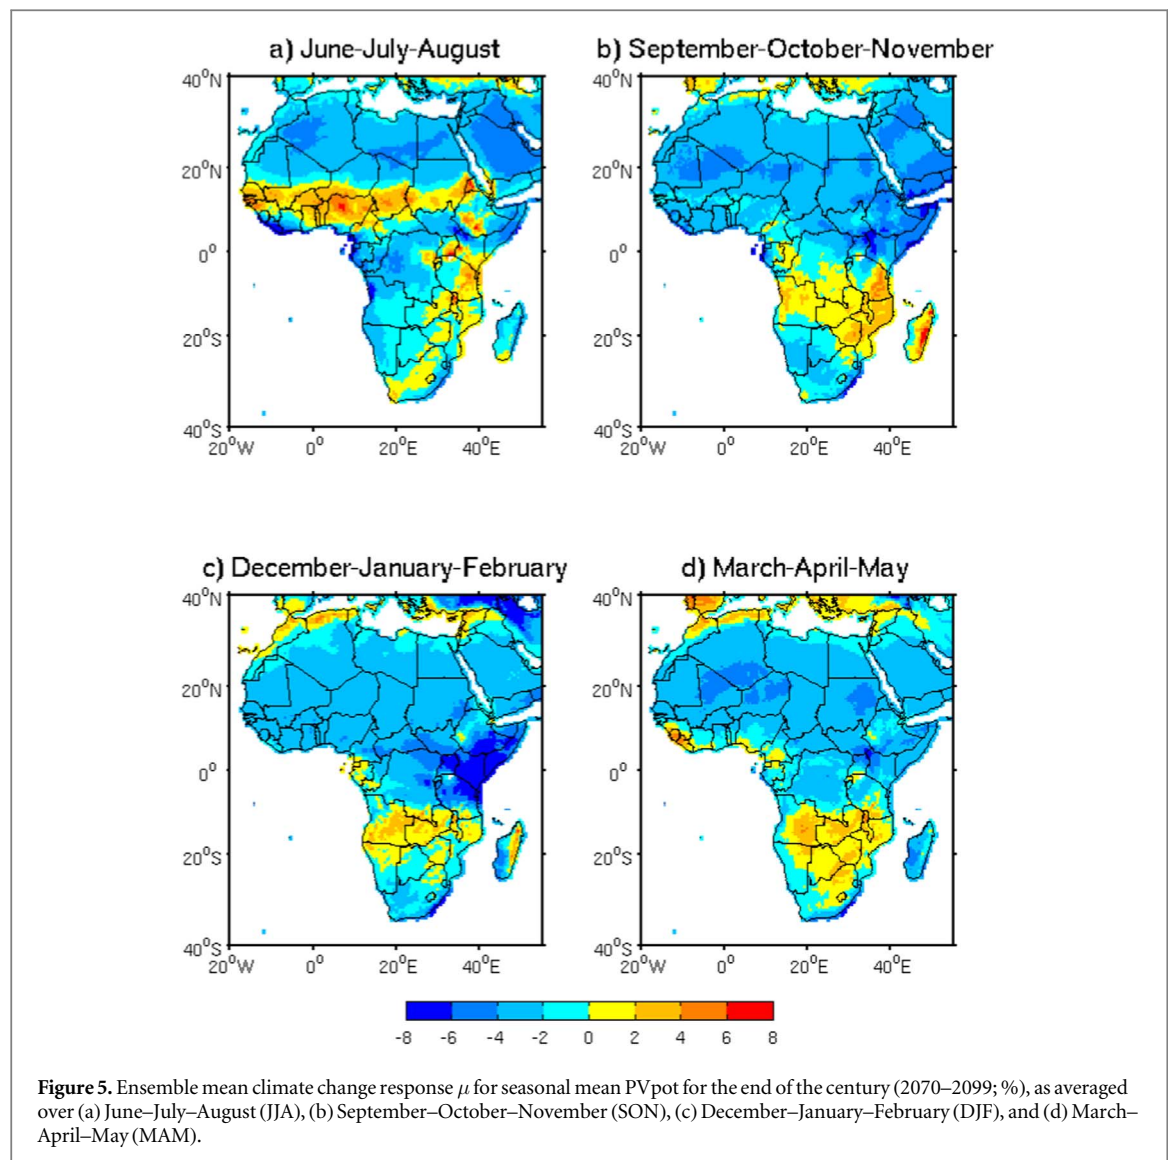 a) June-July-August
b) September-October-November
40°N
20°N
0°
20°S
40°S
20°W
0°
20°E
40°E
40°N
20°N
0°
20°S
40°S
20°W
0°
20°E
40°E
c) December-January-February
d) March-April-May
40°N
20°N
0°
20°S
40°S
20°W
0°
20°E
40°E
40°N
20°N
0°
20°S
40°S
20°W
0°
20°E
40°E
-8 -6 -4 -2 0 2 4 6 8
Figure 5. Ensemble mean climate change response μ for seasonal mean PVpot for the end of the century (2070–2099; %), as averaged
over (a) June–July–August (JJA), (b) September–October–November (SON), (c) December–January–February (DJF), and (d) March–
April–May (MAM).